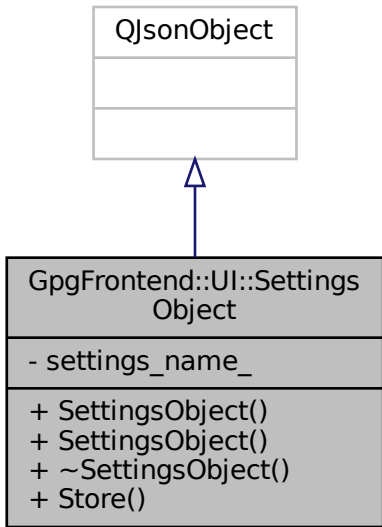 QJsonObject
GpgFrontend::UI::Settings
Object
- settings_name_
+ SettingsObject()
+ SettingsObject()
+ ~SettingsObject()
+ Store()